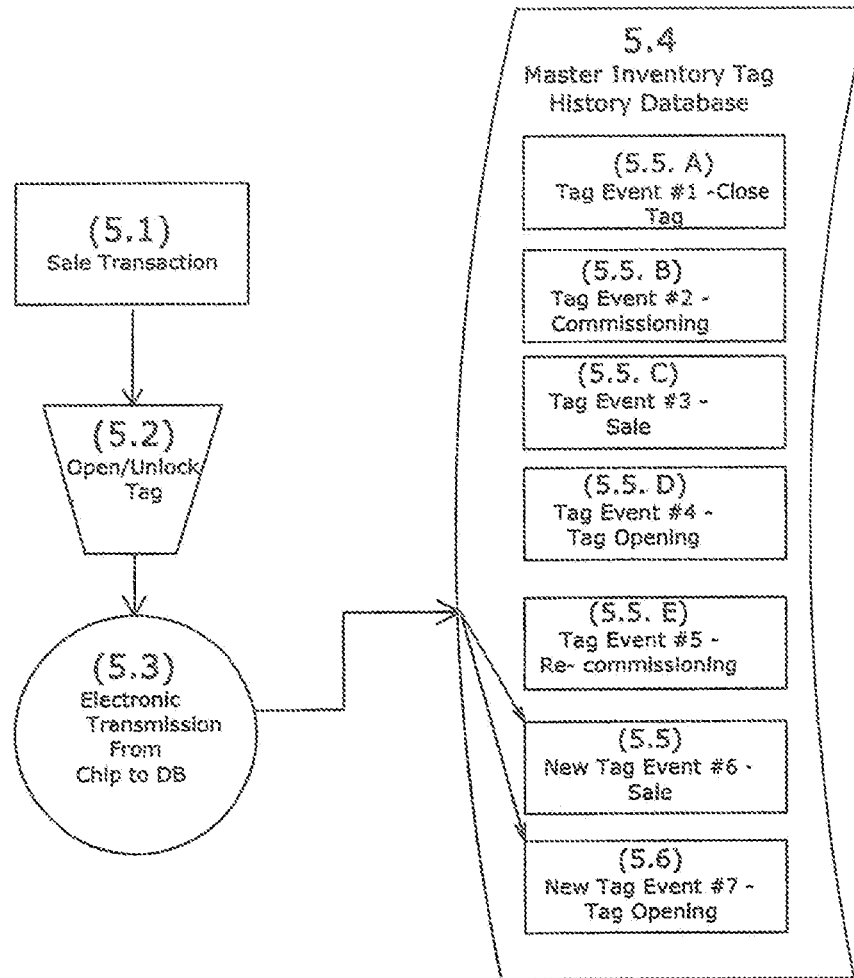 (5.1)
Sale Transaction
(5.2)
Open/Unlock
Tag
(5.3)
Electronic
Transmission
From
Chip to DB
5.4
Master Inventory Tag
History Database
(5.5. A)
Tag Event #1 -Close
Tag
(5.5. B)
Tag Event #2 -
Commissioning
(5.5. C)
Tag Event #3 -
Sale
(5.5. D)
Tag Event #4 -
Tag Opening
(5.5. E)
Tag Event #5 -
Re- commissioning
(5.5)
New Tag Event #6 -
Sale
(5.6)
New Tag Event #7 -
Tag Opening